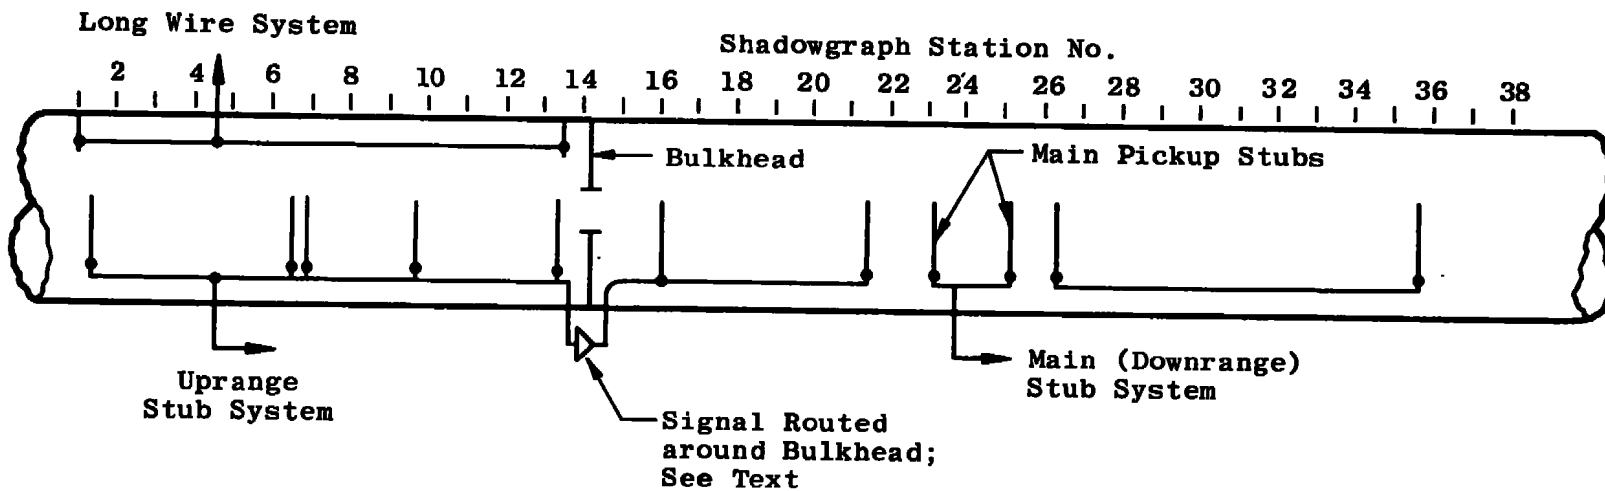 Long Wire System
Shadowgraph Station No.
2 4 6 8 10 12 14 16 18 20 22 24 26 28 30 32 34 36 38
Bulkhead
Main Pickup Stubs
Uprange
Stub System
Main (Downrange)
Stub System
Signal Routed
around Bulkhead;
See Text